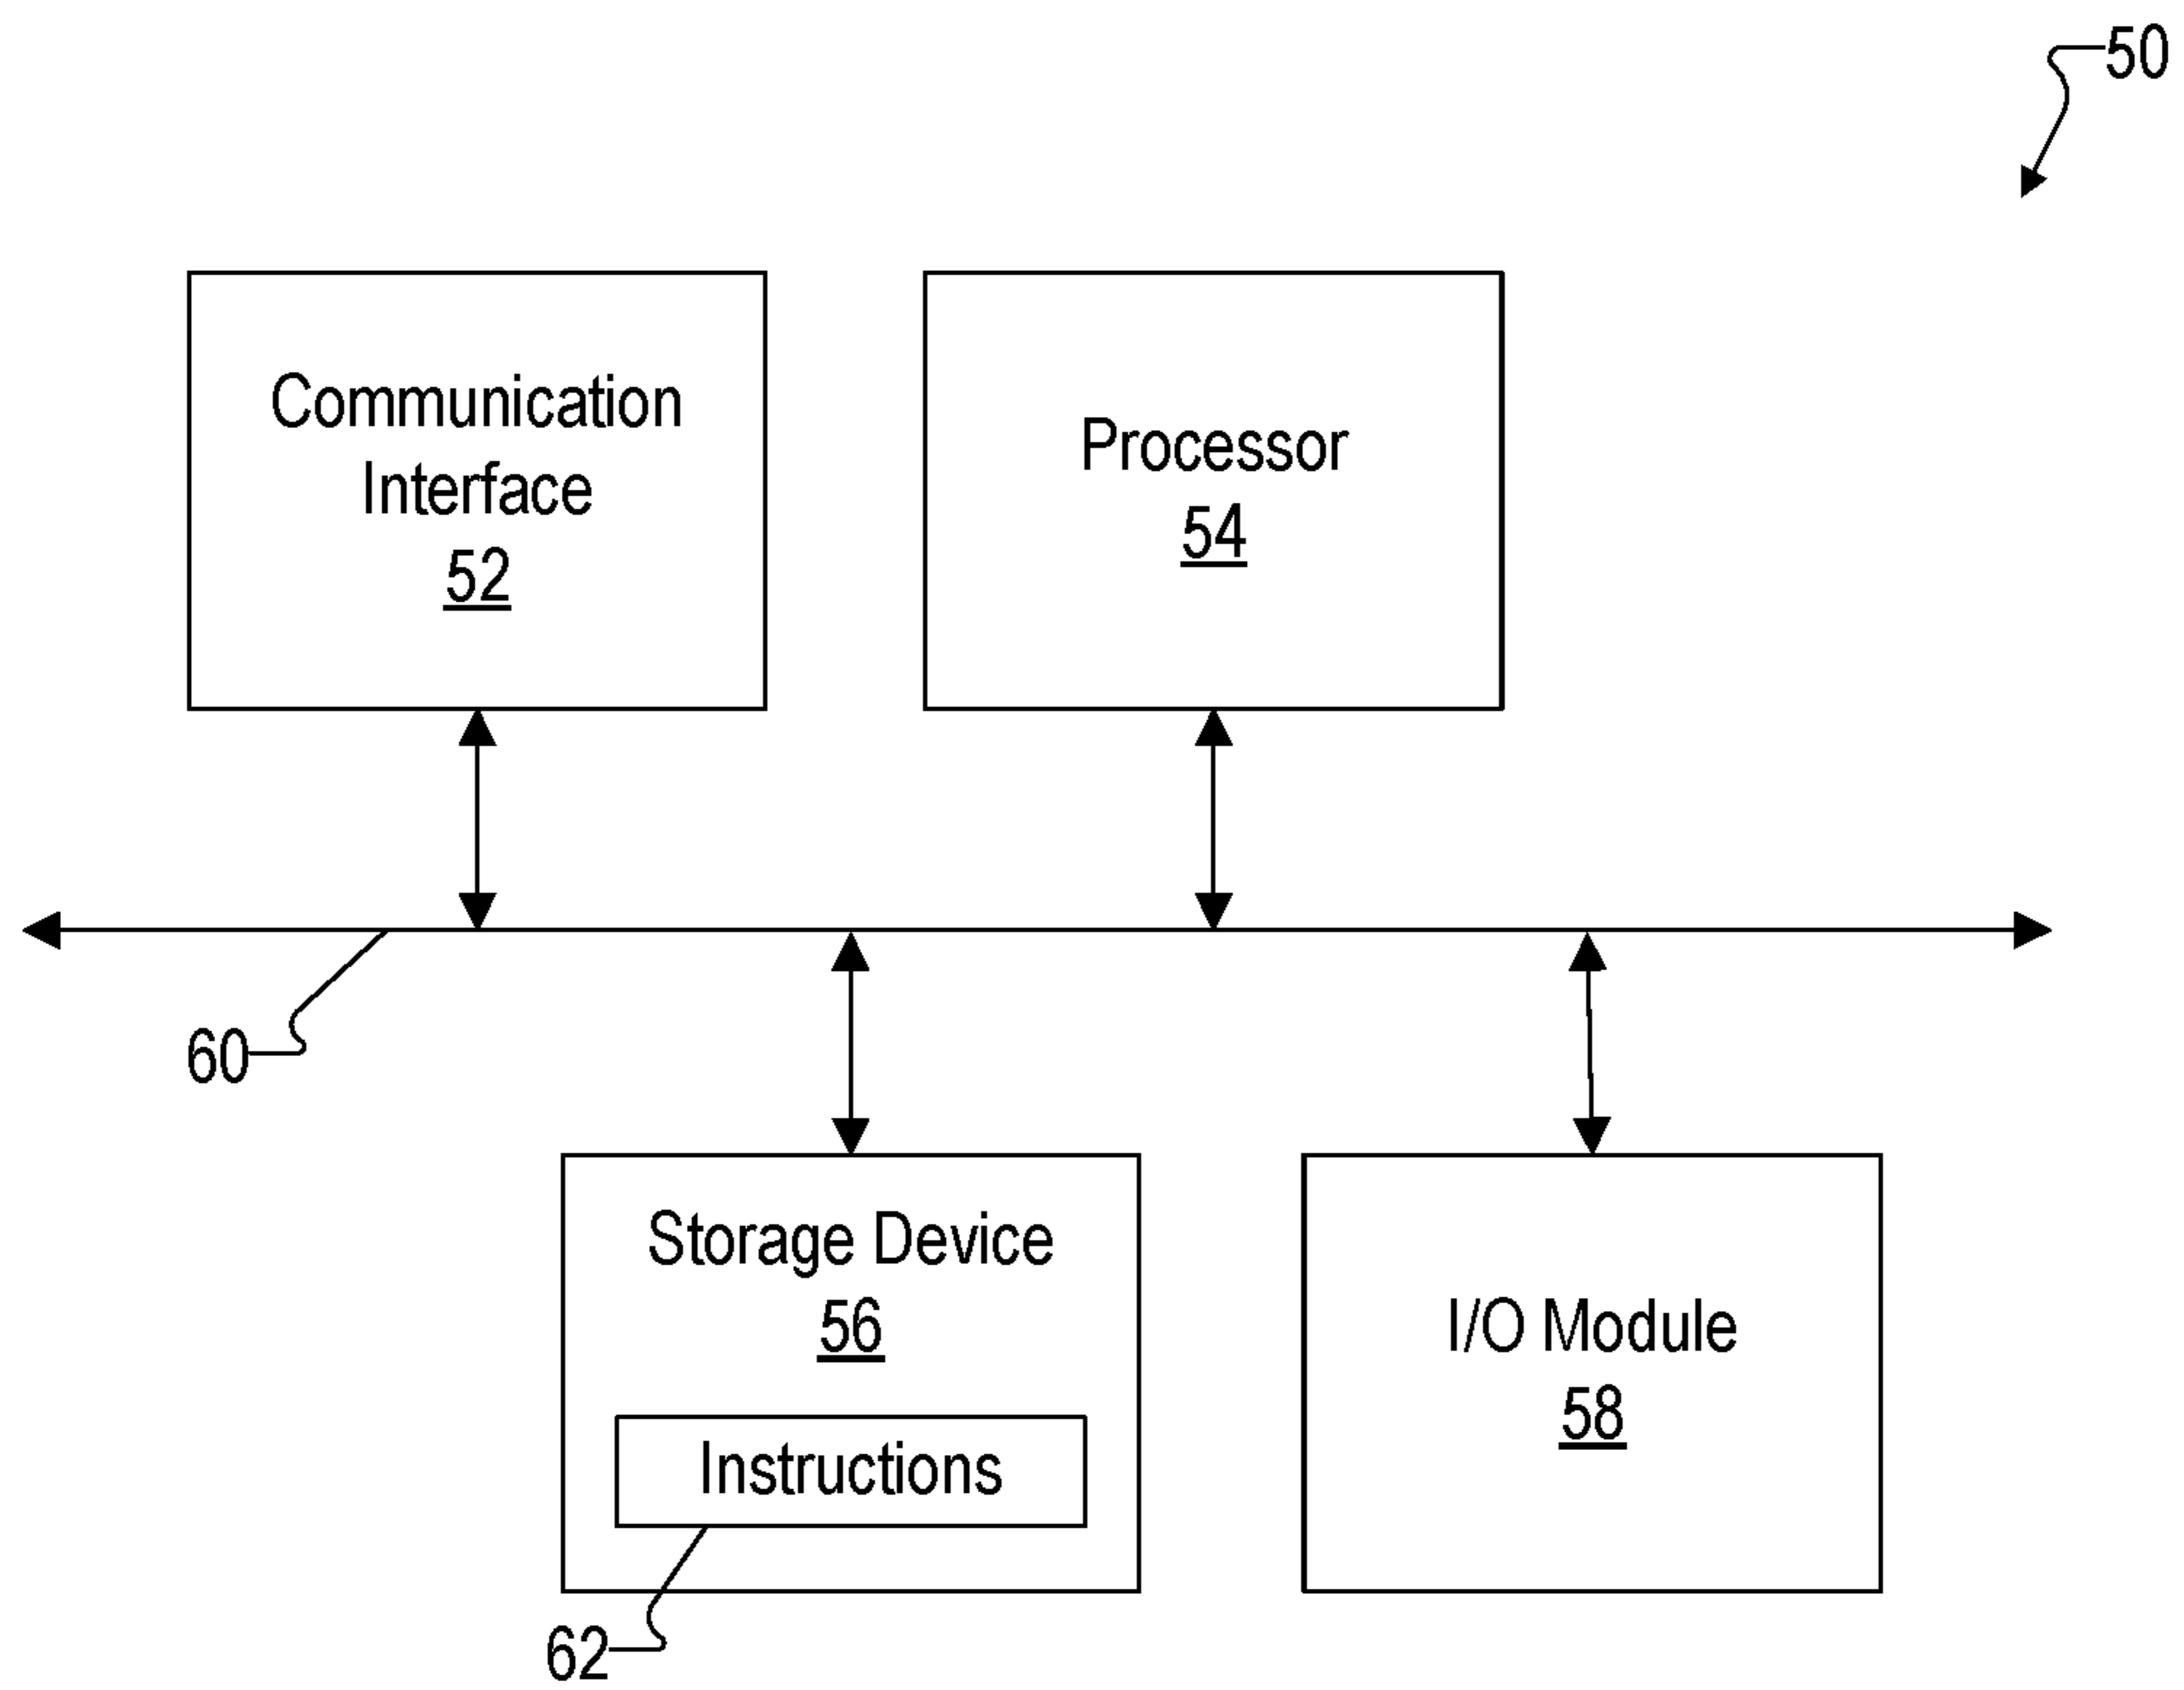 50
Communication
Interface
52
Processor
54
60
Storage Device
56
Instructions
62
I/O Module
58